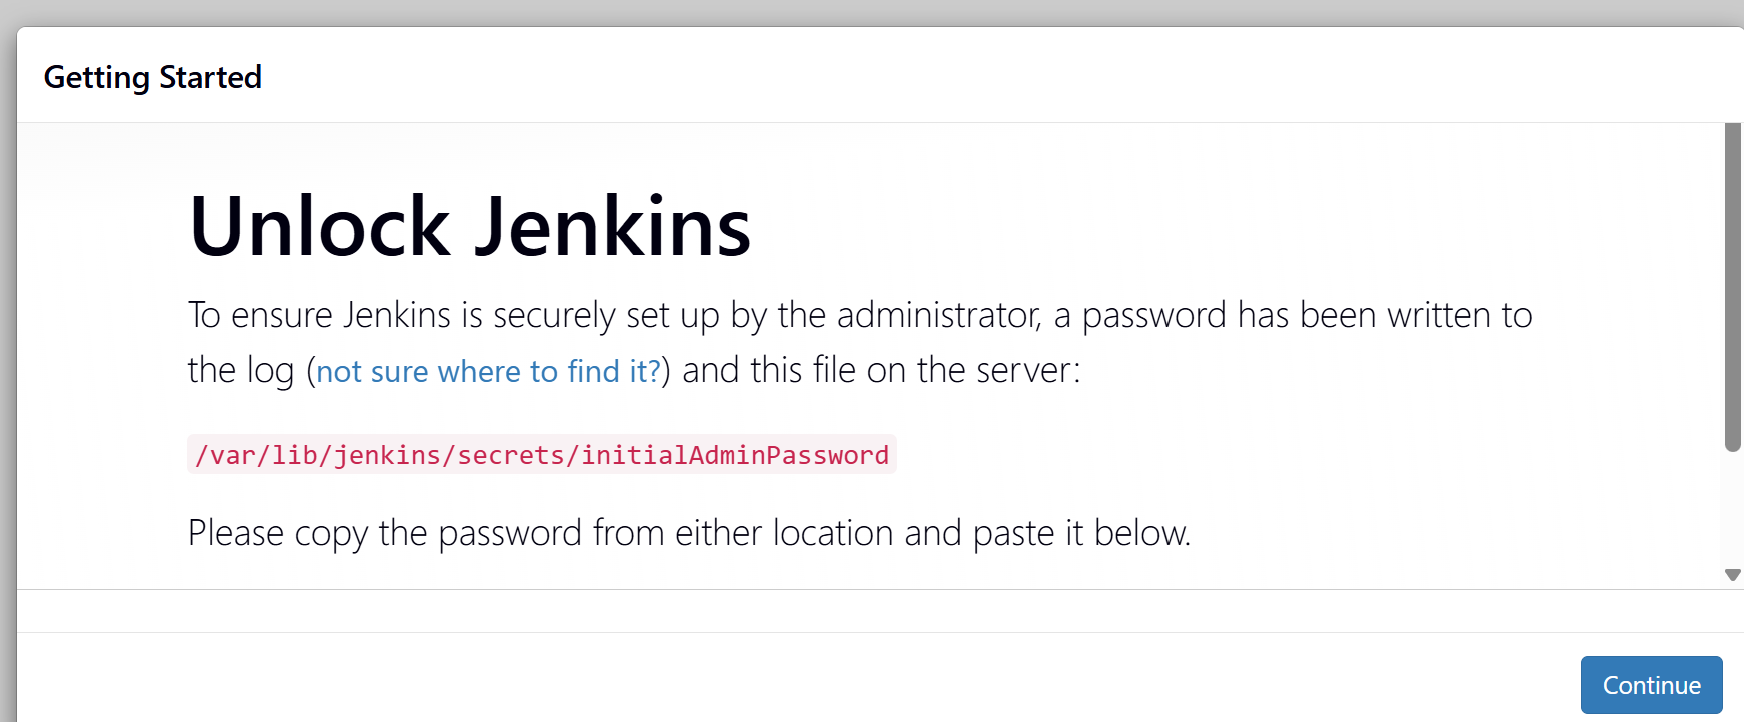 Getting Started
Unlock Jenkins
To ensure Jenkins is securely set up by the administrator, a password has been written to
the log (not sure where to find it?) and this file on the server:
/var/lib/jenkins/secrets/initialAdminPassword
Please copy the password from either location and paste it below.
Continue